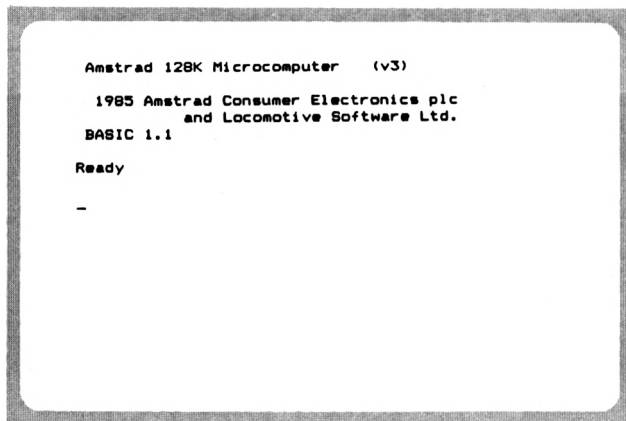 Amstrad 128K Microcomputer (v3)
1985 Amstrad Consumer Electronics plc
and Locomotive Software Ltd.
BASIC 1.1
Ready
_